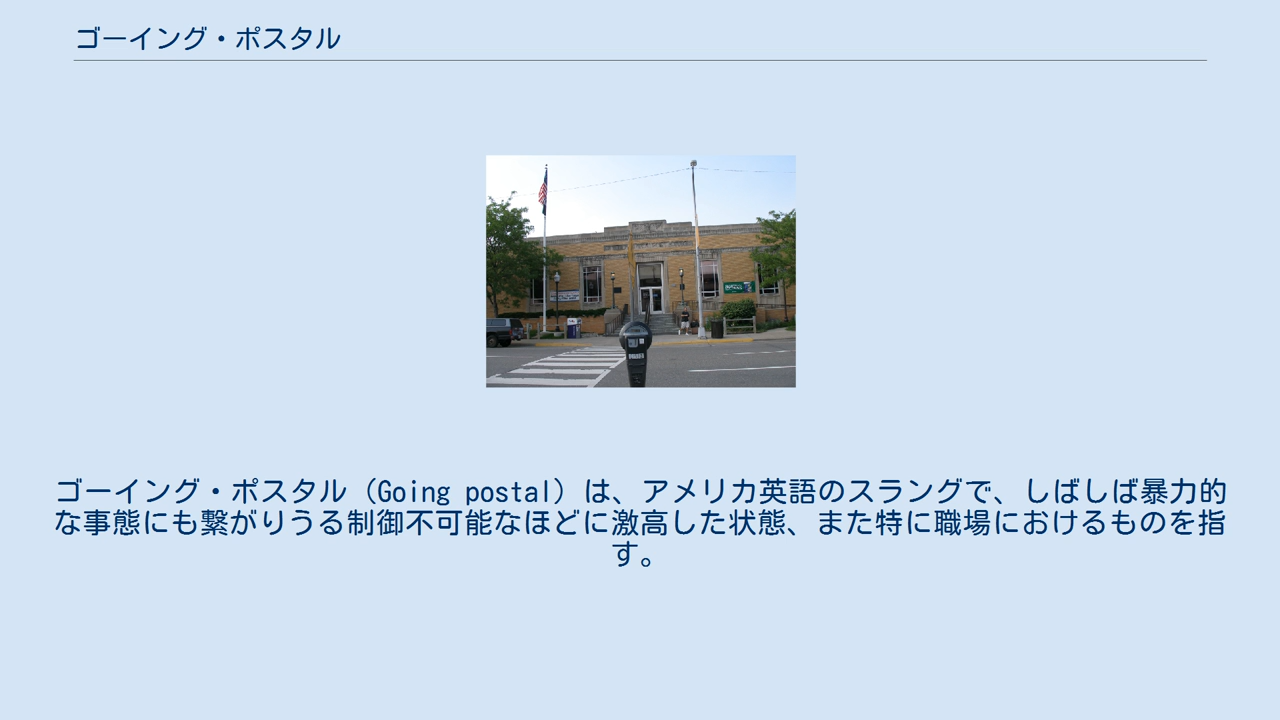 ゴーイング・ポスタル
ゴーイング・ポスタル（Going postal）は、アメリカ英語のスラングで、しばしば暴力的
な事態にも繋がりうる制御不可能なほどに激高した状態、また特に職場におけるものを指
す。